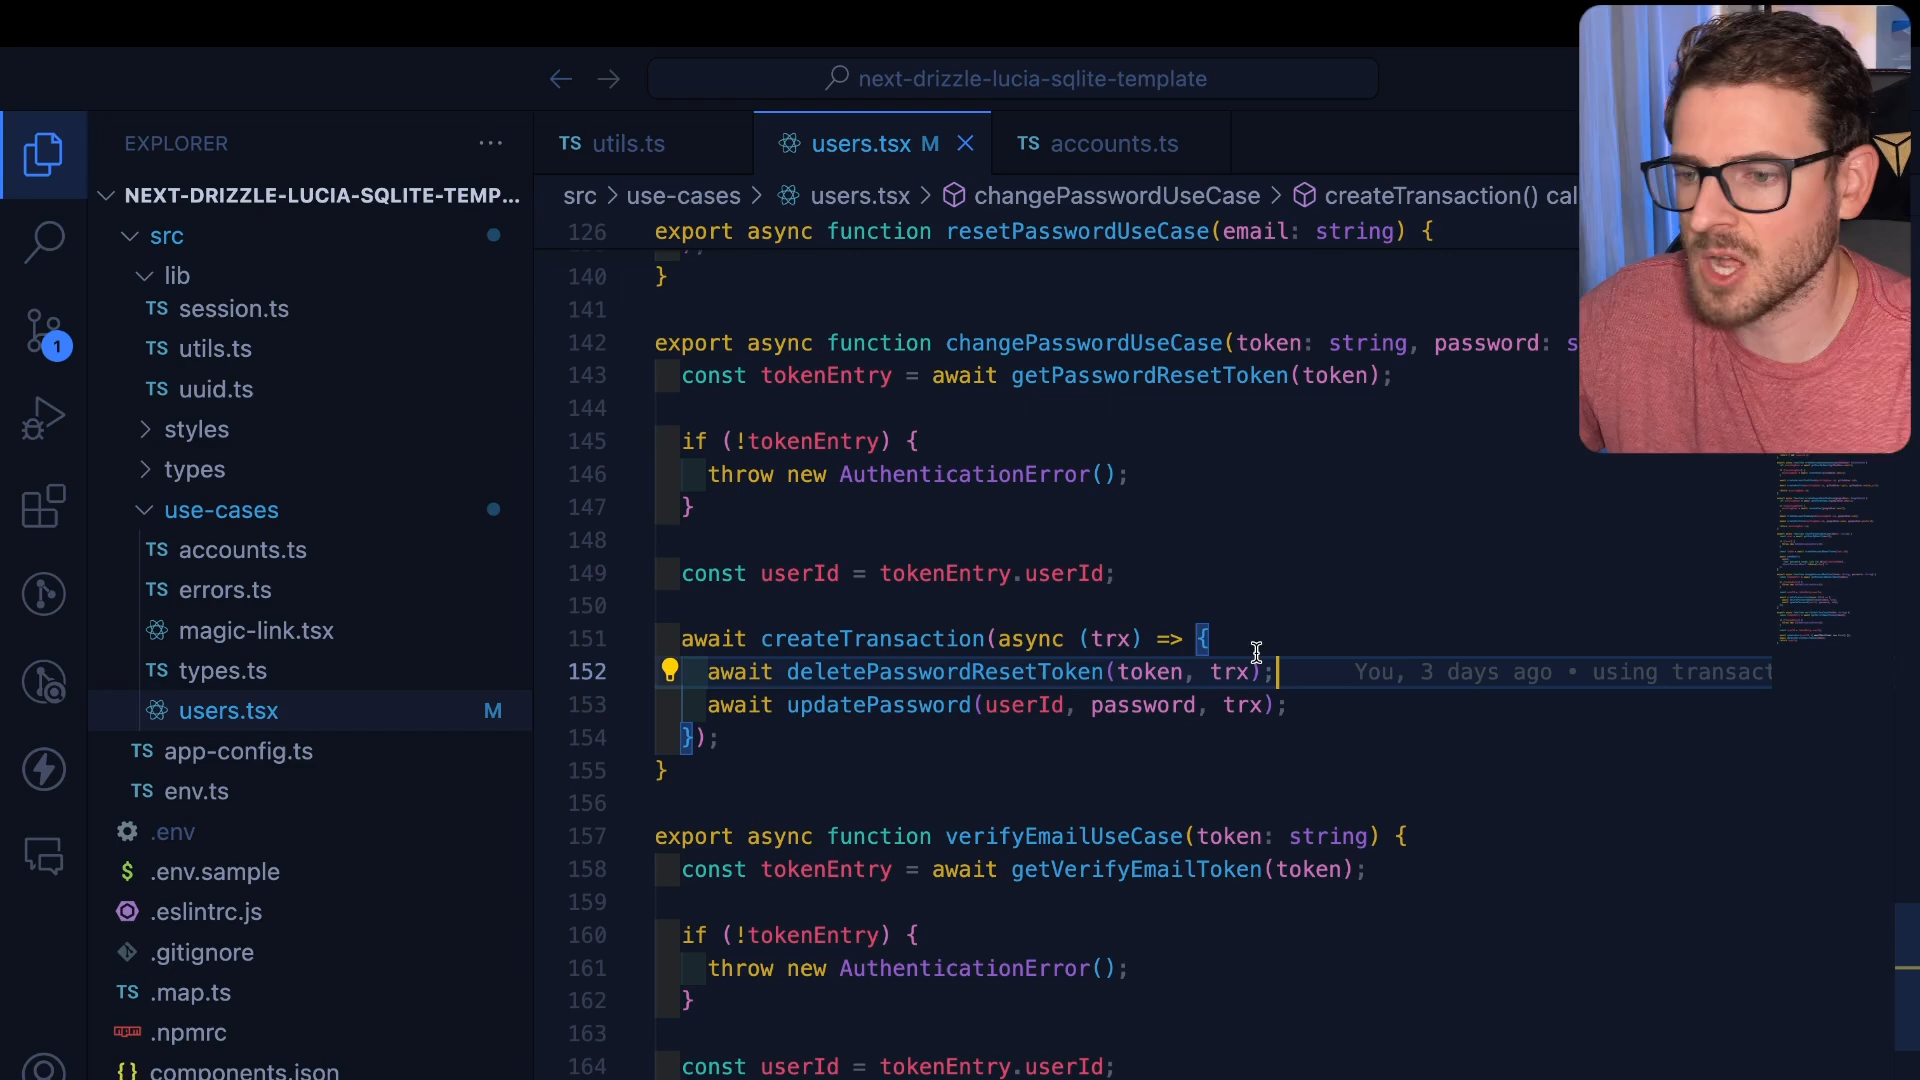 next-drizzle-lucia-sqlite-template
EXPLORER
NEXT-DRIZZLE-LUCIA-SQLITE-TEMP...
src
lib
TS session.ts
TS utils.ts
TS uuid.ts
styles
types
use-cases
TS accounts.ts
TS errors.ts
magic-link.tsx
TS types.ts
users.tsx M
TS app-config.ts
TS env.ts
.env
$ .env.sample
.eslintrc.js
.gitignore
TS .map.ts
.npmrc
{} components.json
1
TS utils.ts
users.tsx M
TS accounts.ts
src > use-cases > users.tsx > changePasswordUseCase > createTransaction() cal
126 export async function resetPasswordUseCase(email: string) {
140 }
141
142 export async function changePasswordUseCase(token: string, password: s
143 const tokenEntry = await getPasswordResetToken(token);
144
145 if (!tokenEntry) {
146 throw new AuthenticationError();
147 }
148
149 const userId = tokenEntry.userId;
150
151 await createTransaction(async (trx) => {
152 await deletePasswordResetToken(token, trx); You, 3 days ago • using transact
153 await updatePassword(userId, password, trx);
154 });
155 }
156
157 export async function verifyEmailUseCase(token: string) {
158 const tokenEntry = await getVerifyEmailToken(token);
159
160 if (!tokenEntry) {
161 throw new AuthenticationError();
162 }
163
164 const userId = tokenEntry.userId;